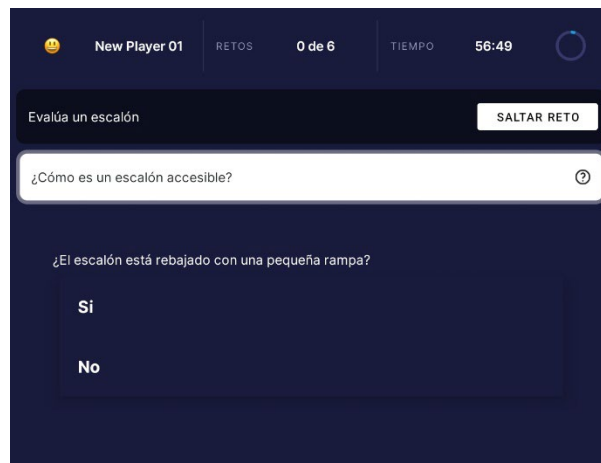 New Player 01 RETOS 0 de 6 TIEMPO 56:49
Evalúa un escalón SALTAR RETO
¿Cómo es un escalón accesible? ?
¿El escalón está rebajado con una pequeña rampa?
Si
No